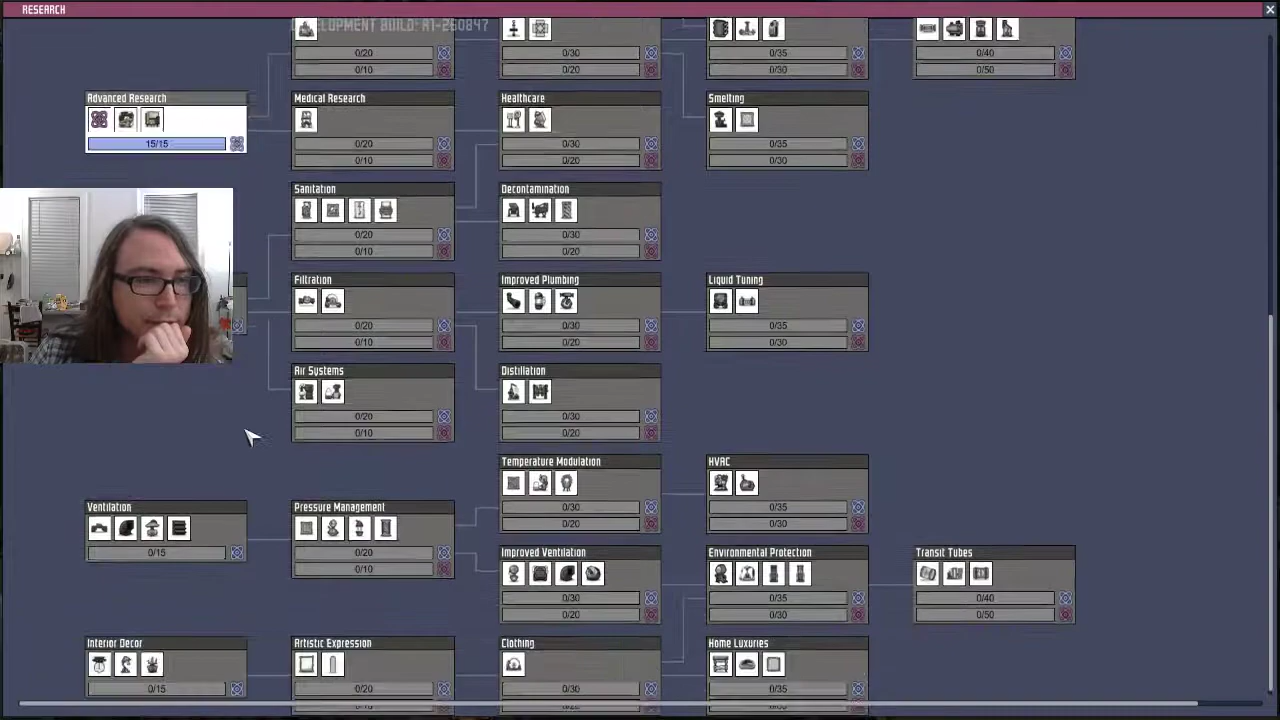 RESEARCH
DEVELOPMENT BUILD: A1-260847
0/20
0/30
0/35
0/40
0/10
0/20
0/30
0/50
Advanced Research
Medical Research
Healthcare
Smelting
15/15
0/20
0/30
0/35
0/10
0/20
0/30
Sanitation
Decontamination
0/20
0/30
0/10
0/20
Filtration
Improved Plumbing
Liquid Tuning
0/20
0/30
0/35
0/10
0/20
0/30
Air Systems
Distillation
0/20
0/30
0/10
0/20
Temperature Modulation
HVAC
0/30
0/35
0/20
0/30
Ventilation
Pressure Management
0/15
0/20
0/10
Improved Ventilation
Environmental Protection
Transit Tubes
0/30
0/35
0/40
0/20
0/30
0/50
Interior Decor
Artistic Expression
Clothing
Home Luxuries
0/15
0/20
0/30
0/35